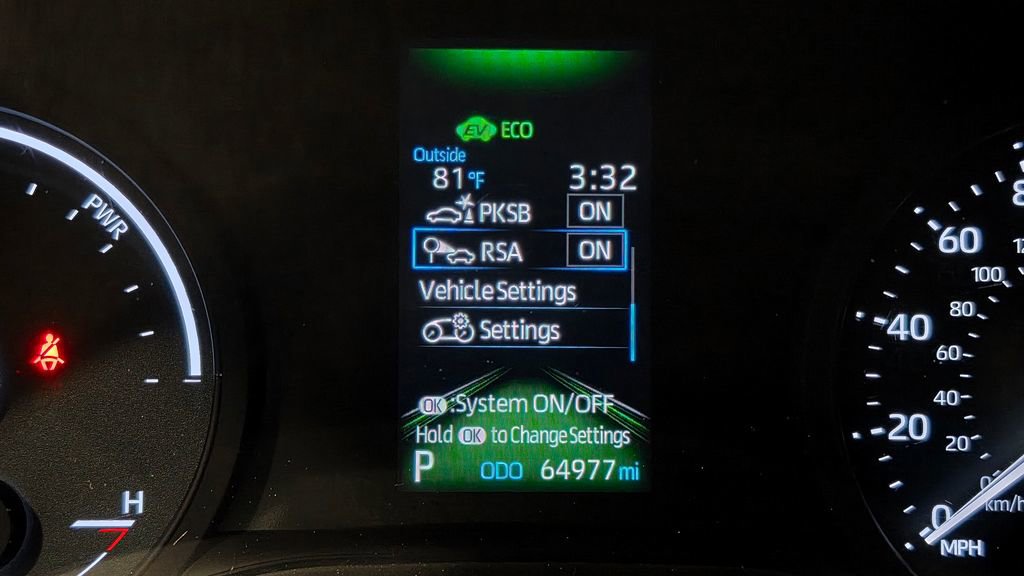 EV ECO
Outside
81 °F 3:32
PKSB ON
RSA ON
Vehicle Settings
Settings
OK :System ON/OFF
Hold OK to Change Settings
P ODO 64977 mi
PWR
H
60
40
20
0
MPH
100
80
60
40
20
0
km/h